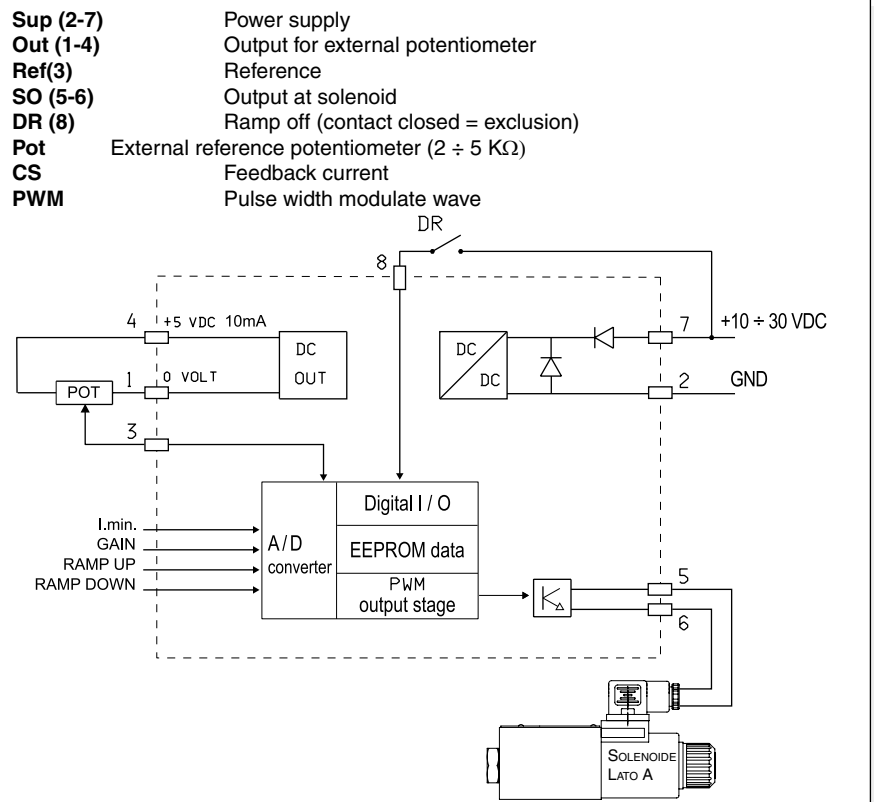 Sup (2-7) Power supply
Out (1-4) Output for external potentiometer
Ref(3) Reference
SO (5-6) Output at solenoid
DR (8) Ramp off (contact closed = exclusion)
Pot External reference potentiometer (2 ÷ 5 KΩ)
CS Feedback current
PWM Pulse width modulate wave
DR
8
4 +5 VDC 10mA
7 +10 ÷ 30 VDC
DC
OUT
DC
DC
1 0 VOLT
2 GND
POT
3
Digital I / O
I.min.
GAIN
RAMP UP
RAMP DOWN
A/D
converter
EEPROM data
PWM
output stage
5
6
SOLENOIDE
LATO A